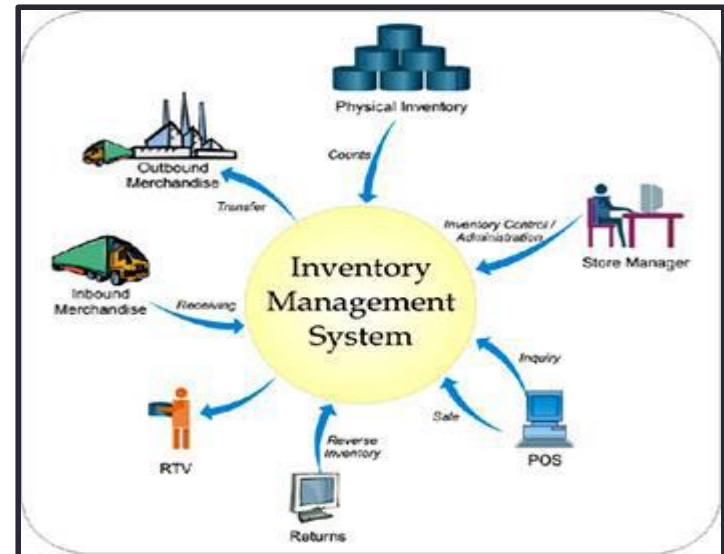 Physical Inventory
Counts
Outbound
Merchandise
Transfer
Inventory Control /
Administration
Store Manager
Inbound
Merchandise
Receiving
Inventory
Management
System
Inquiry
Sale
POS
RTV
Reverse
Inventory
Returns